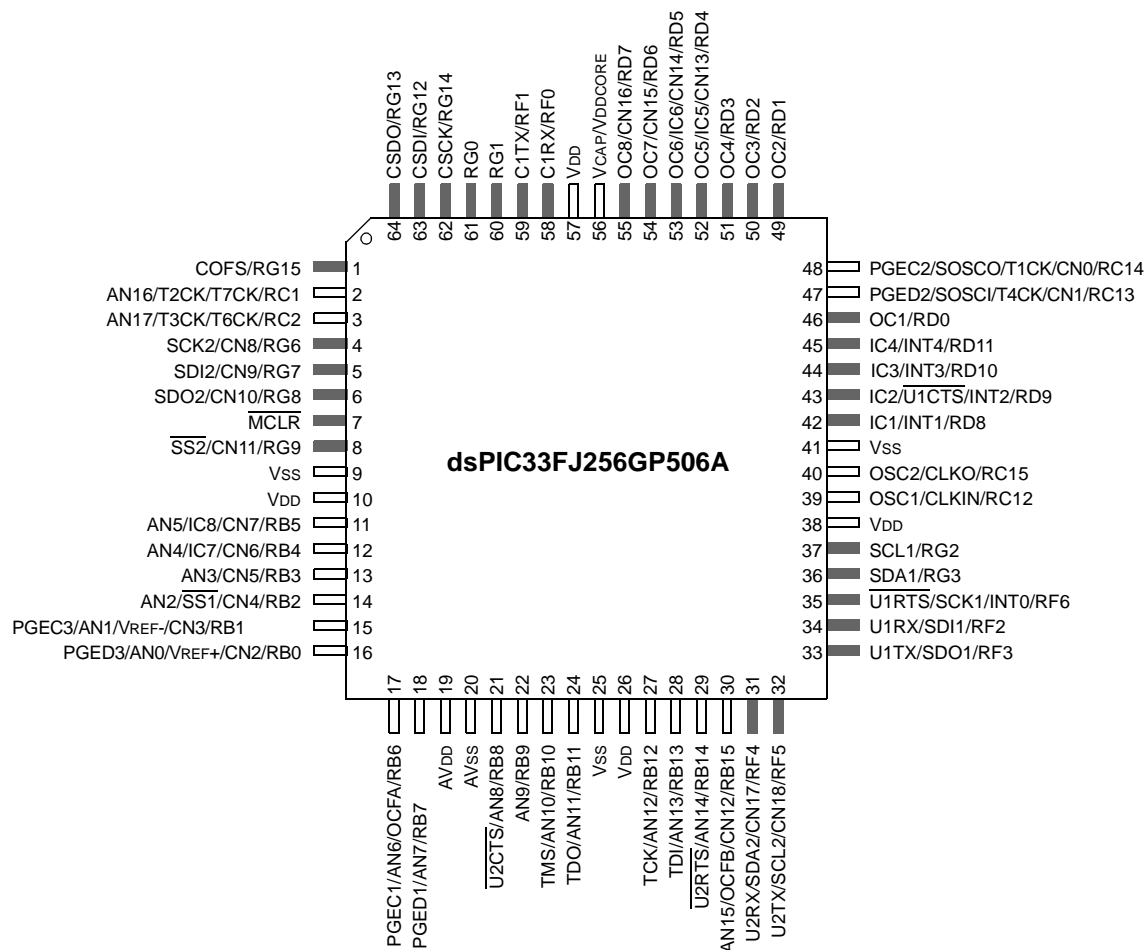 CSDO/RG13
CSDI/RG12
CSCK/RG14
RG0
RG1
C1TX/RF1
C1RX/RF0
VDD
VCAP/VDDCORE
OC8/CN16/RD7
OC7/CN15/RD6
OC6/IC6/CN14/RD5
OC5/IC5/CN13/RD4
OC4/RD3
OC3/RD2
OC2/RD1
64
63
62
61
60
59
58
57
56
55
54
53
52
51
50
49
COFS/RG15 1
AN16/T2CK/T7CK/RC1 2
AN17/T3CK/T6CK/RC2 3
SCK2/CN8/RG6 4
SDI2/CN9/RG7 5
SDO2/CN10/RG8 6
MCLR 7
SS2/CN11/RG9 8
VSS 9
VDD 10
AN5/IC8/CN7/RB5 11
AN4/IC7/CN6/RB4 12
AN3/CN5/RB3 13
AN2/SS1/CN4/RB2 14
PGEC3/AN1/VREF-/CN3/RB1 15
PGED3/AN0/VREF+/CN2/RB0 16
dsPIC33FJ256GP506A
48 PGEC2/SOSCO/T1CK/CN0/RC14
47 PGED2/SOSCI/T4CK/CN1/RC13
46 OC1/RD0
45 IC4/INT4/RD11
44 IC3/INT3/RD10
43 IC2/U1CTS/INT2/RD9
42 IC1/INT1/RD8
41 VSS
40 OSC2/CLKO/RC15
39 OSC1/CLKIN/RC12
38 VDD
37 SCL1/RG2
36 SDA1/RG3
35 U1RTS/SCK1/INT0/RF6
34 U1RX/SDI1/RF2
33 U1TX/SDO1/RF3
17
18
19
20
21
22
23
24
25
26
27
28
29
30
31
32
PGEC1/AN6/OCFA/RB6
PGED1/AN7/RB7
AVDD
AVSS
U2CTS/AN8/RB8
AN9/RB9
TMS/AN10/RB10
TDO/AN11/RB11
VSS
VDD
TCK/AN12/RB12
TDI/AN13/RB13
U2RTS/AN14/RB14
AN15/OCFB/CN12/RB15
U2RX/SDA2/CN17/RF4
U2TX/SCL2/CN18/RF5